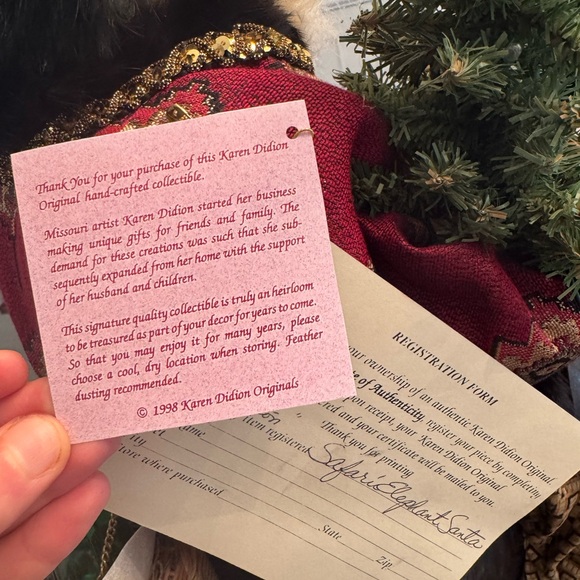 Thank You for your purchase of this Karen Didion
Original hand-crafted collectible.
Missouri artist Karen Didion started her business
making unique gifts for friends and family. The
demand for these creations was such that she sub-
sequently expanded from her home with the support
of her husband and children.
This signature quality collectible is truly an heirloom
to be treasured as part of your decor for years to come.
So that you may enjoy it for many years, please
choose a cool, dry location when storing. Feather
dusting recommended.
© 1998 Karen Didion Originals
REGISTRATION FORM
our ownership of an authentic Karen Didion Original
of Authenticity, register your piece by completing
upon receipt, your Karen Didion
and your certificate will be mailed to you.
Thank you for
Item registered Safari Elephant Santa
where purchased
State
Zip